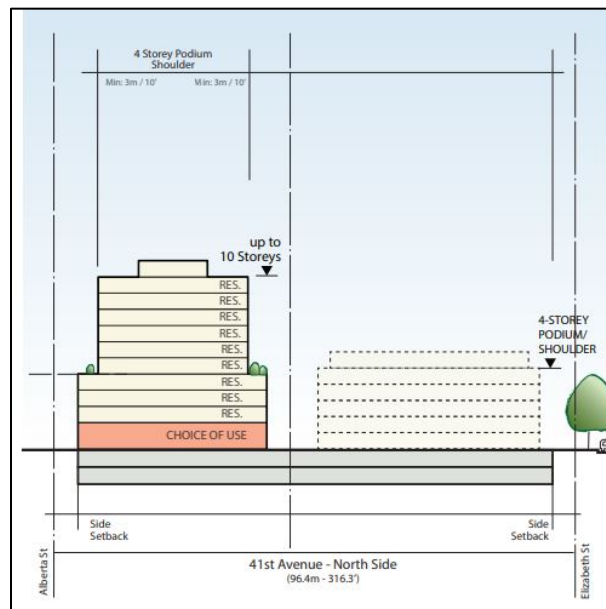 4 Storey Podium
Shoulder
Min: 3m / 10' Min: 3m / 10'
up to
10 Storeys
RES.
RES.
RES.
RES.
RES.
RES.
RES.
RES.
RES.
CHOICE OF USE
4-STOREY
PODIUM/
SHOULDER
Side
Setback
Side
Setback
Alberta St
41st Avenue - North Side
(96.4m - 316.3')
Elizabeth St